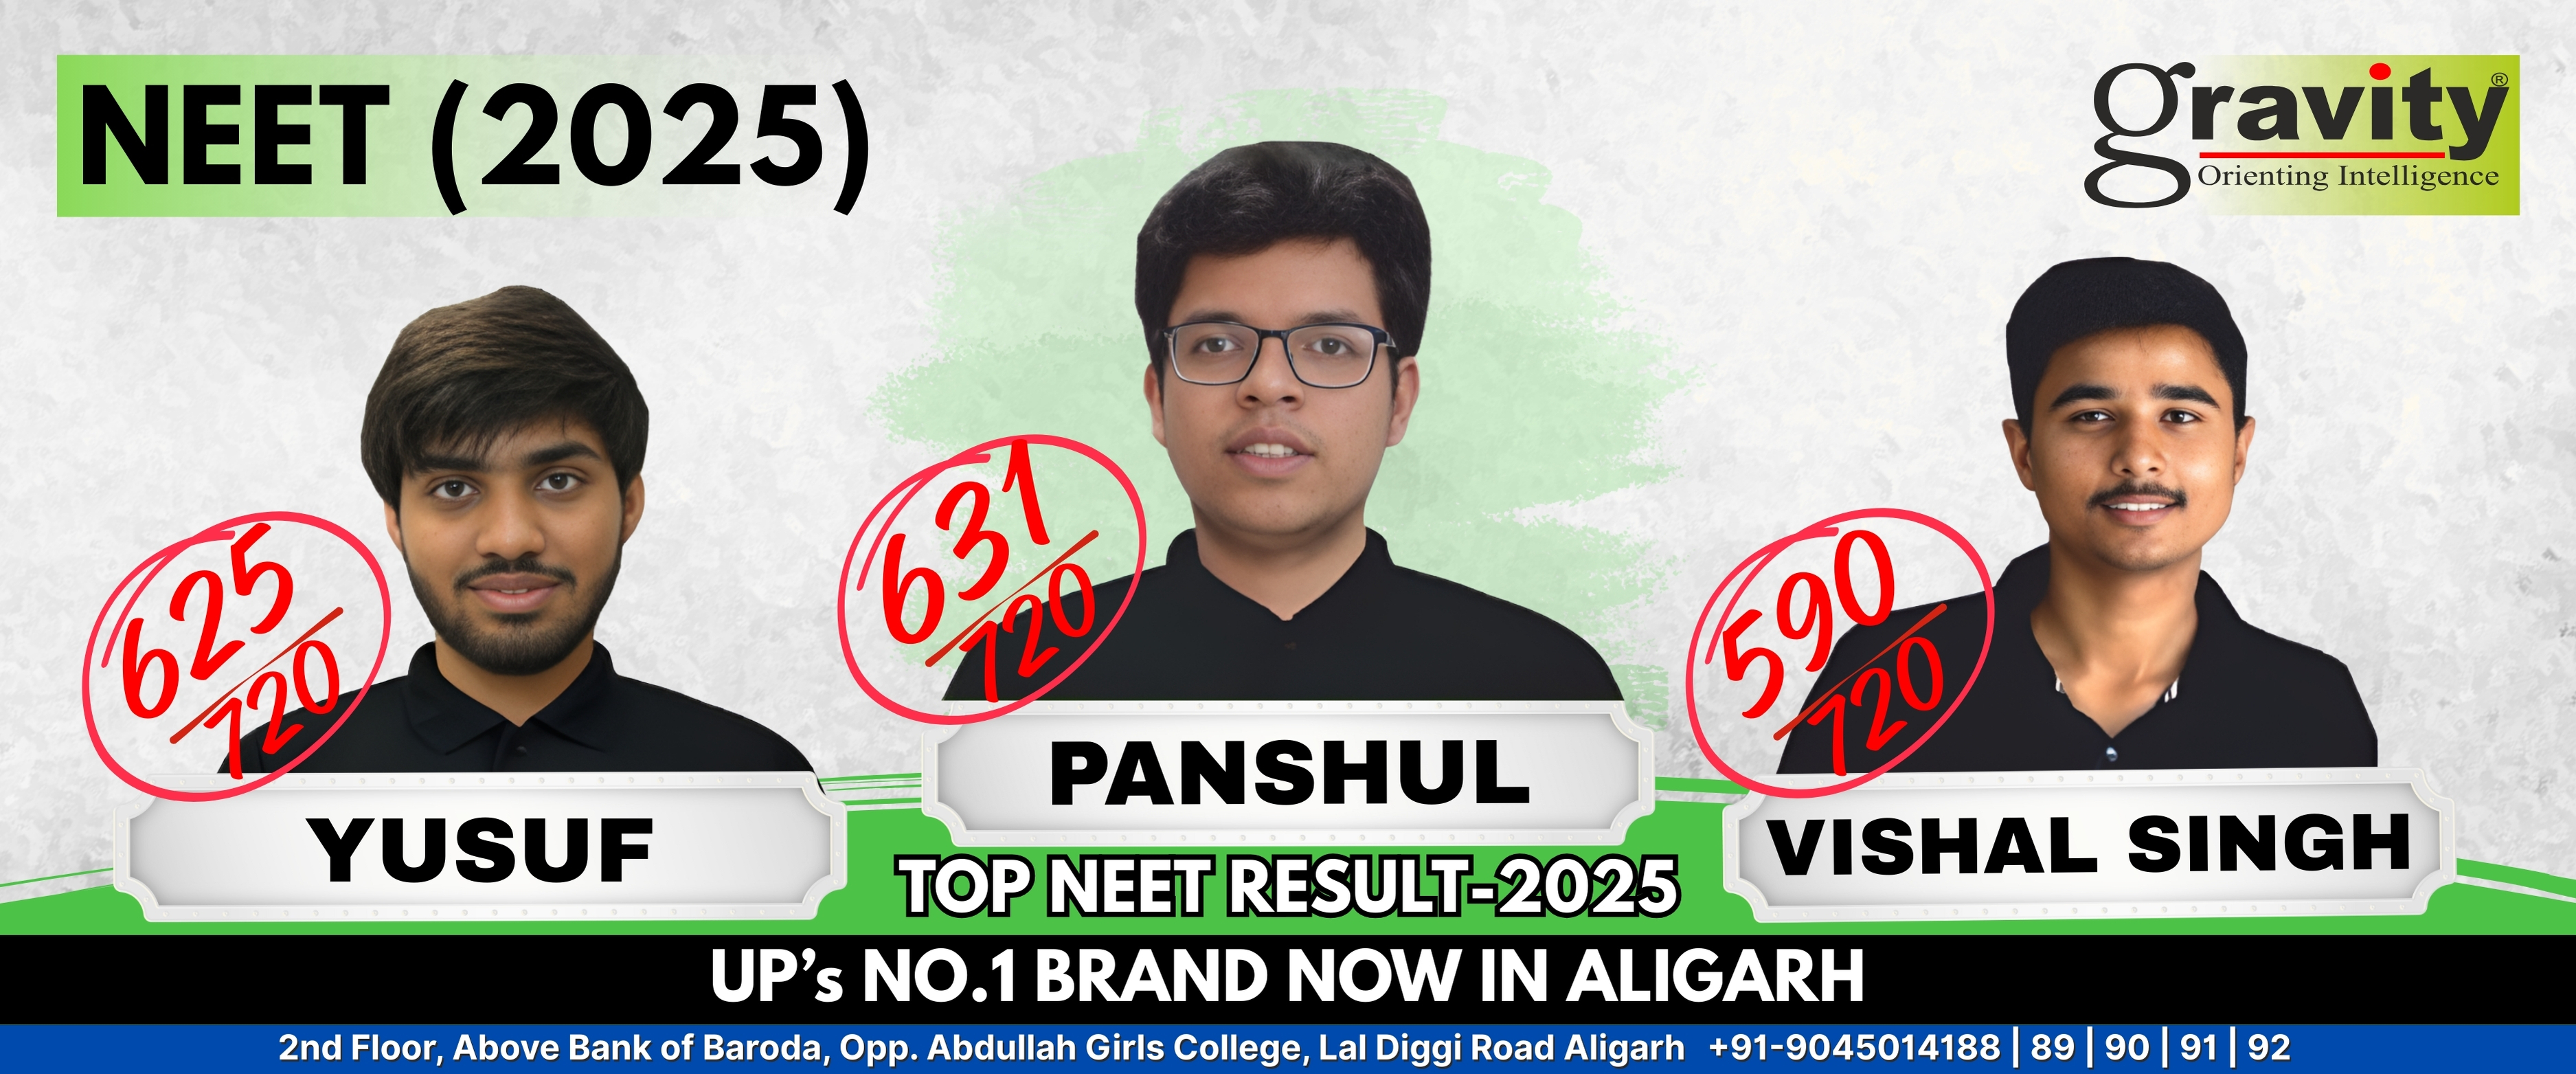 NEET (2025)
gravity®
Orienting Intelligence
625
720
631
720
590
720
YUSUF
PANSHUL
VISHAL SINGH
TOP NEET RESULT-2025
UP’s NO.1 BRAND NOW IN ALIGARH
2nd Floor, Above Bank of Baroda, Opp. Abdullah Girls College, Lal Diggi Road Aligarh +91-9045014188 | 89 | 90 | 91 | 92